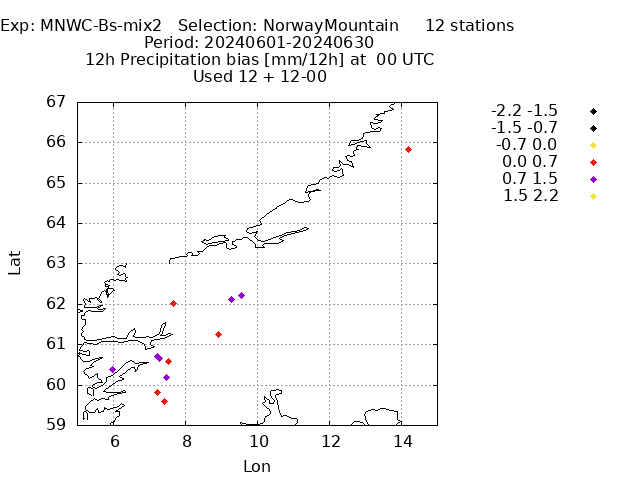 Exp: MNWC-Bs-mix2   Selection: NorwayMountain     12 stations
Period: 20240601-20240630
12h Precipitation bias [mm/12h] at  00 UTC
Used 12 + 12-00
67
66
65
64
63
62
61
60
59
Lat
6 8 10 12 14
Lon
-2.2 -1.5
-1.5 -0.7
-0.7 0.0
0.0 0.7
0.7 1.5
1.5 2.2